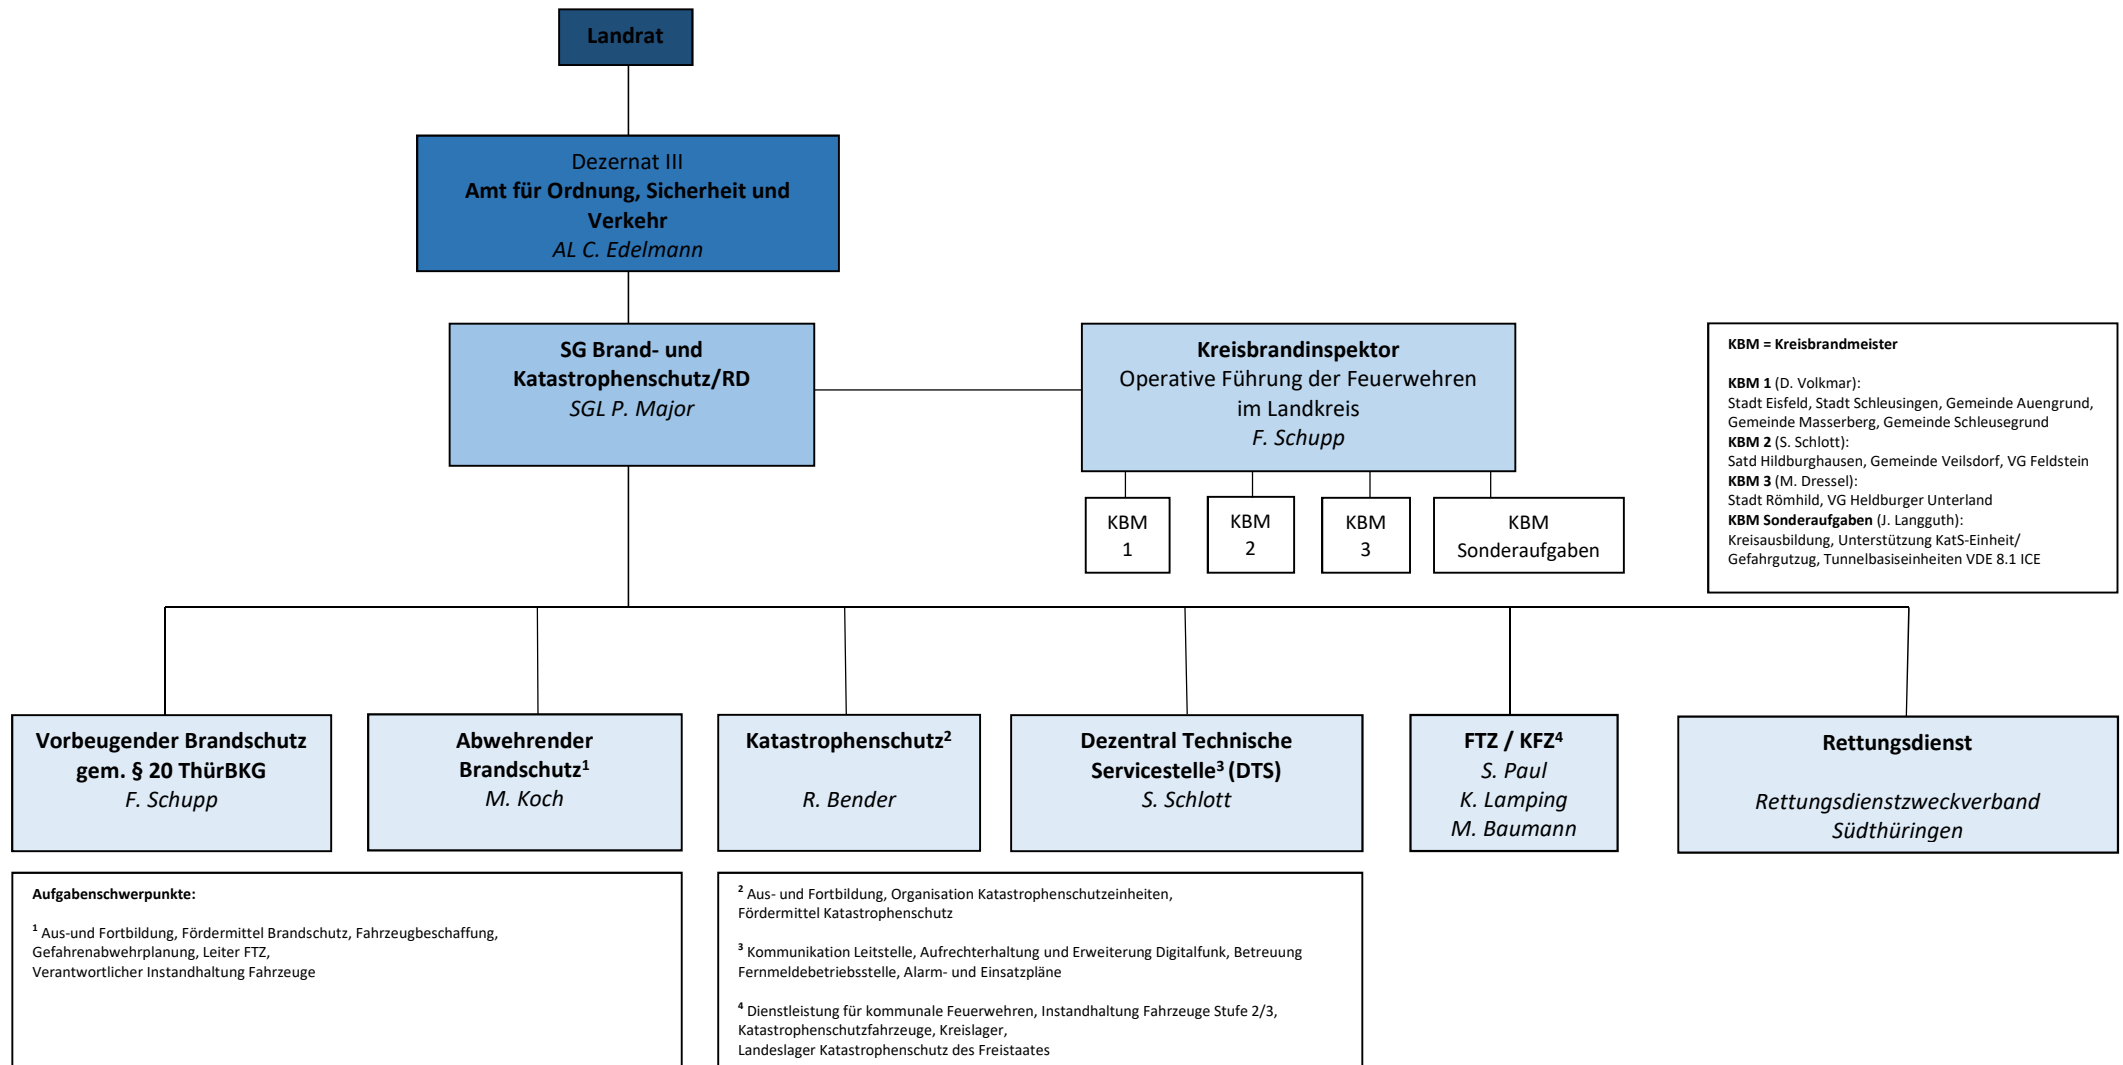 Landrat
Dezernat III
Amt für Ordnung, Sicherheit und
Verkehr
AL C. Edelmann
SG Brand- und
Katastrophenschutz/RD
SGL P. Major
Kreisbrandinspektor
Operative Führung der Feuerwehren
im Landkreis
F. Schupp
KBM
1
KBM
2
KBM
3
KBM
Sonderaufgaben
KBM = Kreisbrandmeister
KBM 1 (D. Volkmar):
Stadt Eisfeld, Stadt Schleusingen, Gemeinde Auengrund,
Gemeinde Masserberg, Gemeinde Schleusegrund
KBM 2 (S. Schlott):
Satd Hildburghausen, Gemeinde Veilsdorf, VG Feldstein
KBM 3 (M. Dressel):
Stadt Römhild, VG Heldburger Unterland
KBM Sonderaufgaben (J. Langguth):
Kreisausbildung, Unterstützung KatS-Einheit/
Gefahrgutzug, Tunnelbasiseinheiten VDE 8.1 ICE
Vorbeugender Brandschutz
gem. § 20 ThürBKG
F. Schupp
Abwehrender
Brandschutz¹
M. Koch
Katastrophenschutz²
R. Bender
Dezentral Technische
Servicestelle³ (DTS)
S. Schlott
FTZ / KFZ⁴
S. Paul
K. Lamping
M. Baumann
Rettungsdienst
Rettungsdienstzweckverband
Südthüringen
Aufgabenschwerpunkte:
¹ Aus-und Fortbildung, Fördermittel Brandschutz, Fahrzeugbeschaffung,
Gefahrenabwehrplanung, Leiter FTZ,
Verantwortlicher Instandhaltung Fahrzeuge
² Aus- und Fortbildung, Organisation Katastrophenschutzeinheiten,
Fördermittel Katastrophenschutz
³ Kommunikation Leitstelle, Aufrechterhaltung und Erweiterung Digitalfunk, Betreuung
Fernmeldebetriebsstelle, Alarm- und Einsatzpläne
⁴ Dienstleistung für kommunale Feuerwehren, Instandhaltung Fahrzeuge Stufe 2/3,
Katastrophenschutzfahrzeuge, Kreislager,
Landeslager Katastrophenschutz des Freistaates